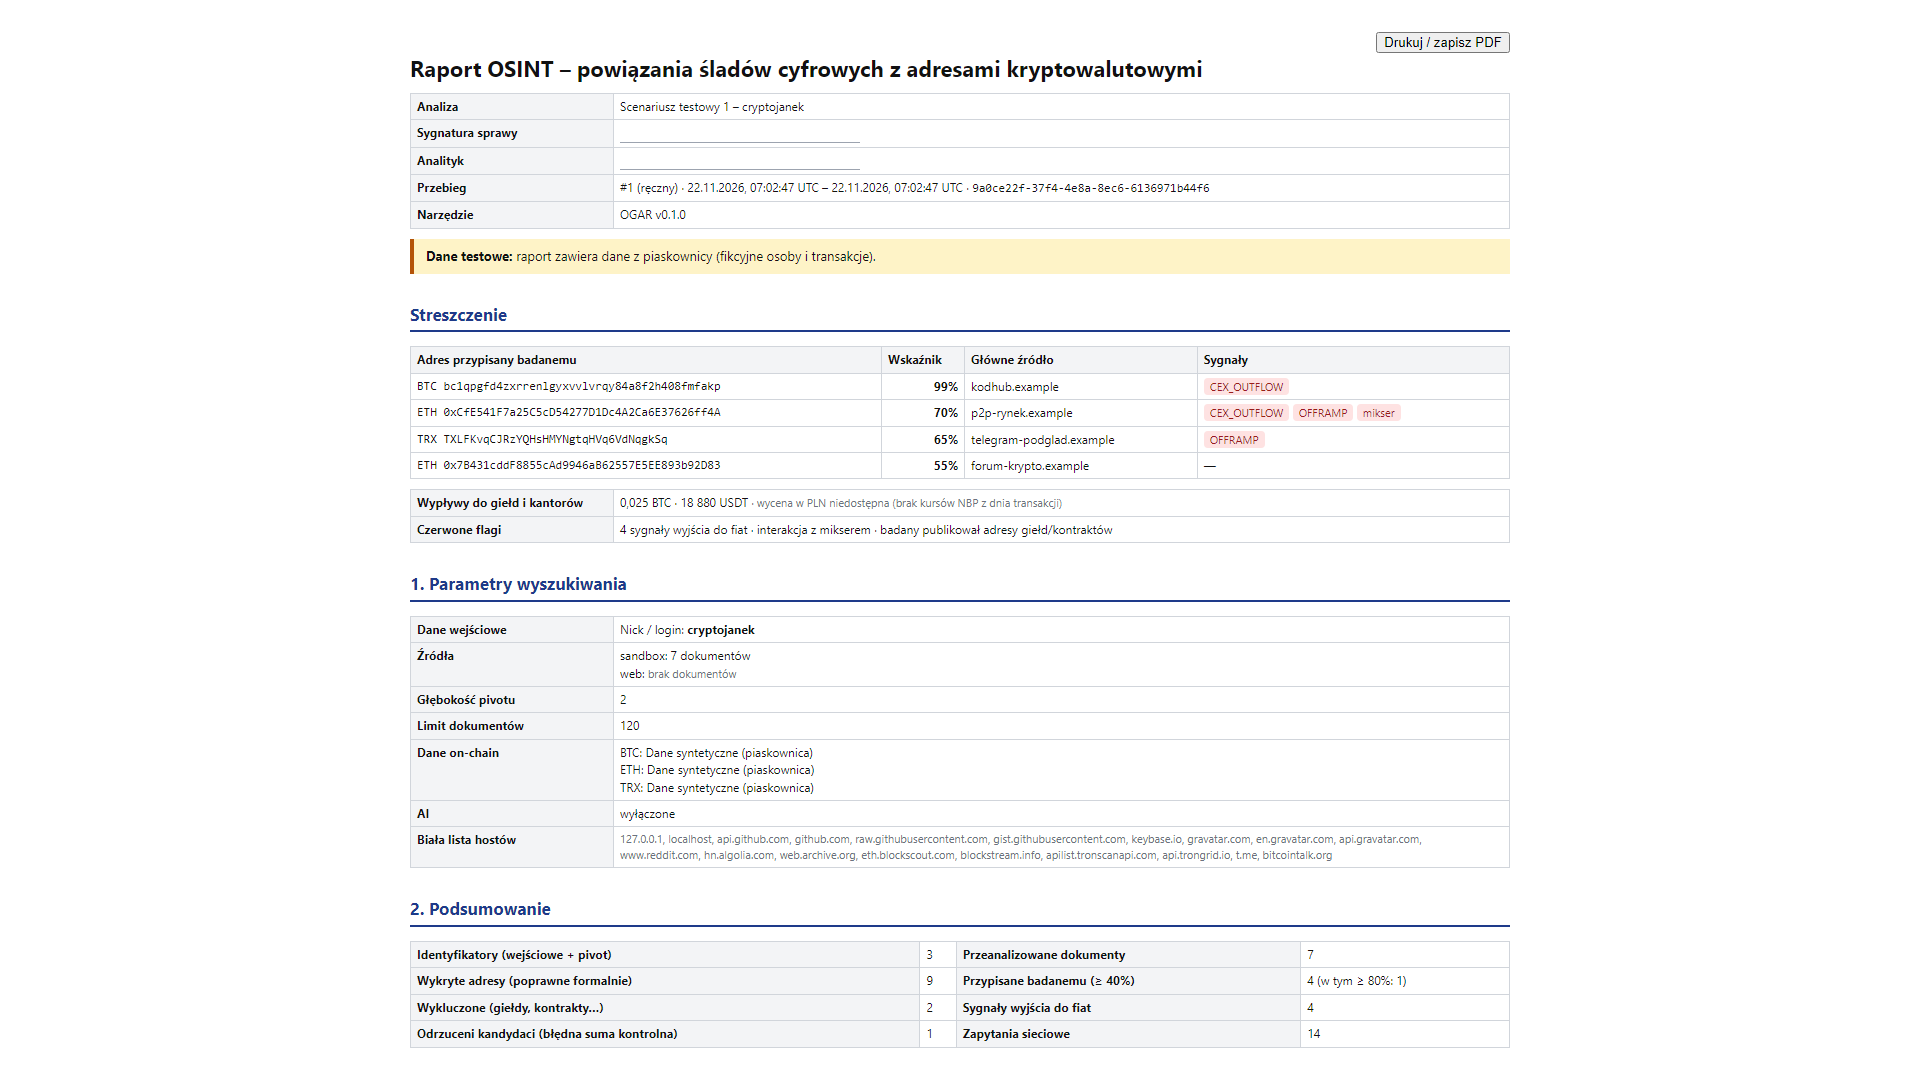 Drukuj / zapisz PDF
Raport OSINT – powiązania śladów cyfrowych z adresami kryptowalutowymi
Analiza Scenariusz testowy 1 – cryptojanek
Sygnatura sprawy
Analityk
Przebieg #1 (ręczny) · 22.11.2026, 07:02:47 UTC – 22.11.2026, 07:02:47 UTC · 9a0ce22f-37f4-4e8a-8ec6-6136971b44f6
Narzędzie OGAR v0.1.0
Dane testowe: raport zawiera dane z piaskownicy (fikcyjne osoby i transakcje).
Streszczenie
Adres przypisany badanemu Wskaźnik Główne źródło Sygnały
BTC bc1qpgfd4zxrrenlgyxvvlvrqy84a8f2h408fmfakp 99% kodhub.example CEX_OUTFLOW
ETH 0xCfE541F7a25C5cD54277D1Dc4A2Ca6E37626ff4A 70% p2p-rynek.example CEX_OUTFLOW OFFRAMP mikser
TRX TXLFKvqCJRzYQHsHMYNgtqHVq6VdNqgkSq 65% telegram-podglad.example OFFRAMP
ETH 0x7B431cddF8855cAd9946aB62557E5EE893b92D83 55% forum-krypto.example —
Wypływy do giełd i kantorów 0,025 BTC · 18 880 USDT · wycena w PLN niedostępna (brak kursów NBP z dnia transakcji)
Czerwone flagi 4 sygnały wyjścia do fiat · interakcja z mikserem · badany publikował adresy giełd/kontraktów
1. Parametry wyszukiwania
Dane wejściowe Nick / login: cryptojanek
Źródła sandbox: 7 dokumentów
web: brak dokumentów
Głębokość pivotu 2
Limit dokumentów 120
Dane on-chain BTC: Dane syntetyczne (piaskownica)
ETH: Dane syntetyczne (piaskownica)
TRX: Dane syntetyczne (piaskownica)
AI wyłączone
Biała lista hostów 127.0.0.1, localhost, api.github.com, github.com, raw.githubusercontent.com, gist.githubusercontent.com, keybase.io, gravatar.com, en.gravatar.com, api.gravatar.com,
www.reddit.com, hn.algolia.com, web.archive.org, eth.blockscout.com, blockstream.info, apilist.tronscanapi.com, api.trongrid.io, t.me, bitcointalk.org
2. Podsumowanie
Identyfikatory (wejściowe + pivot) 3 Przeanalizowane dokumenty 7
Wykryte adresy (poprawne formalnie) 9 Przypisane badanemu (≥ 40%) 4 (w tym ≥ 80%: 1)
Wykluczone (giełdy, kontrakty...) 2 Sygnały wyjścia do fiat 4
Odrzuceni kandydaci (błędna suma kontrolna) 1 Zapytania sieciowe 14